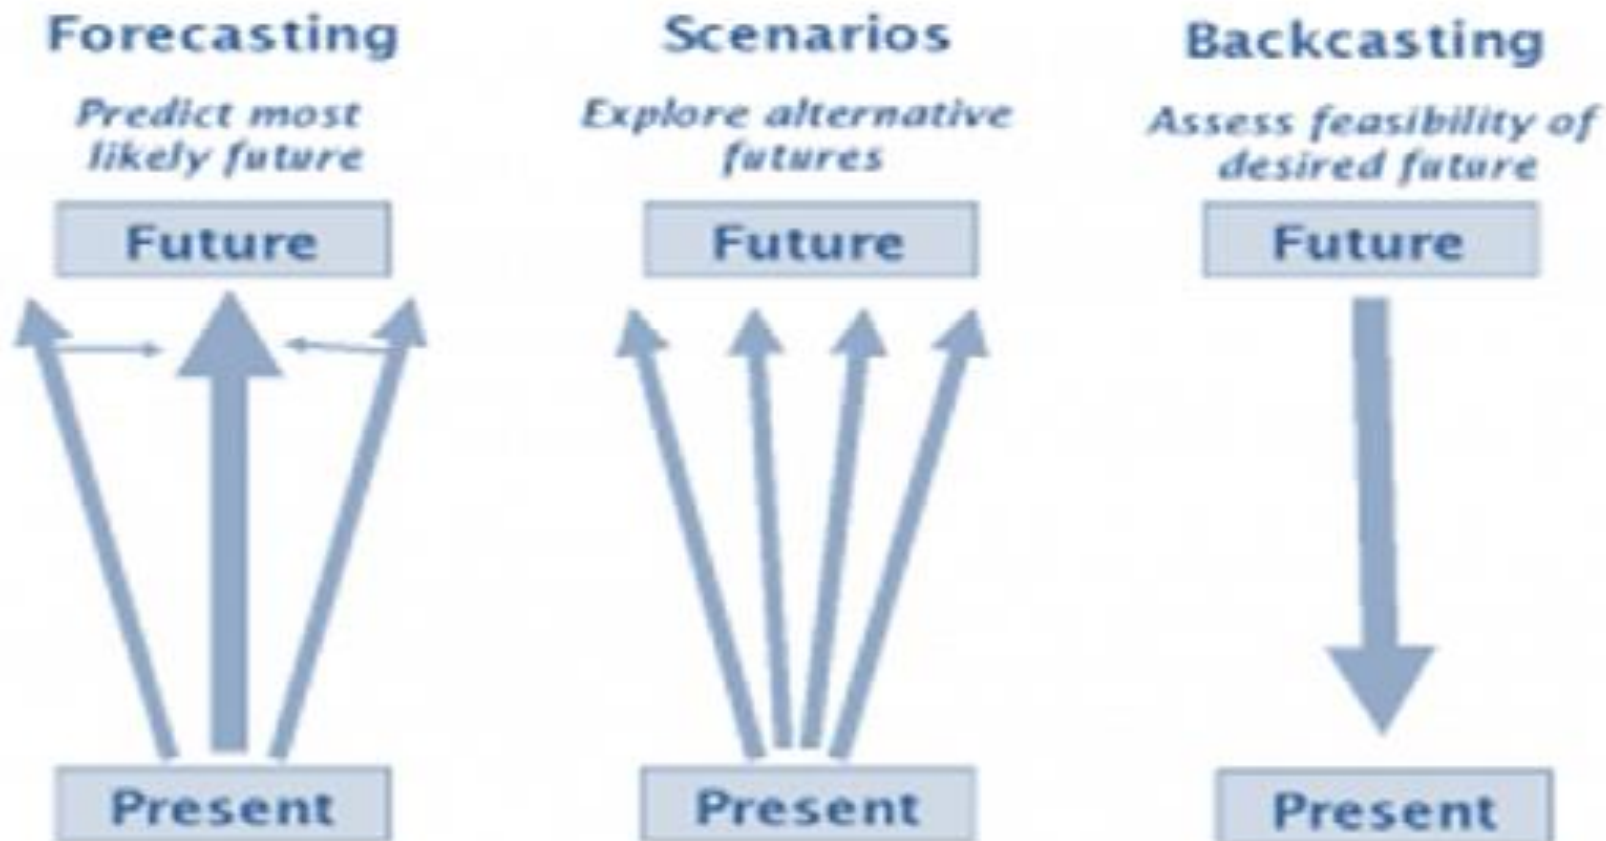 Forecasting
Predict most
likely future
Future
Present
Scenarios
Explore alternative
futures
Future
Present
Backcasting
Assess feasibility of
desired future
Future
Present